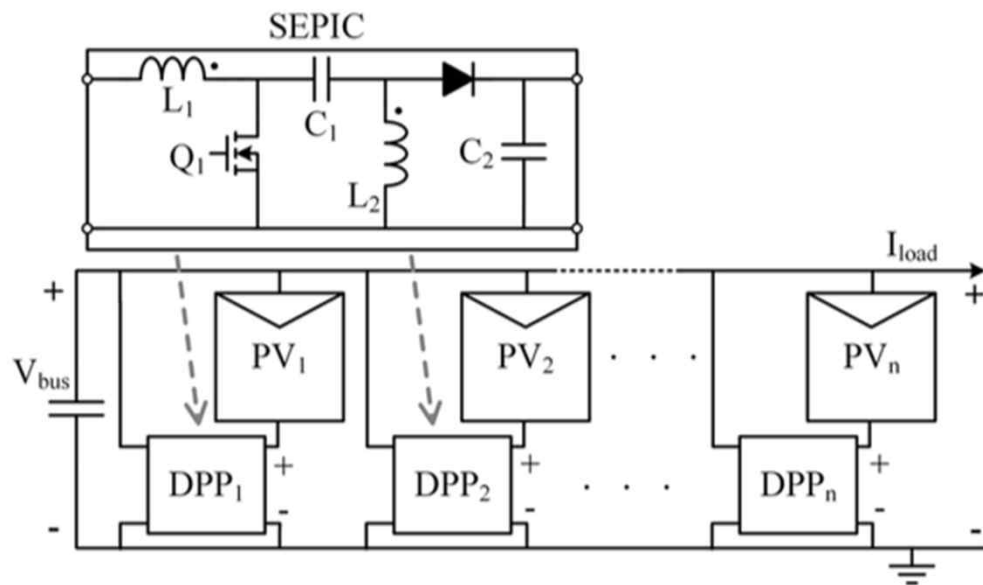 SEPIC
L1
C1
Q1
L2
C2
Iload
+
+
Vbus
PV1
PV2
. . .
PVn
DPP1
+
DPP2
+
. . .
DPPn
+
-
-
-
-
-